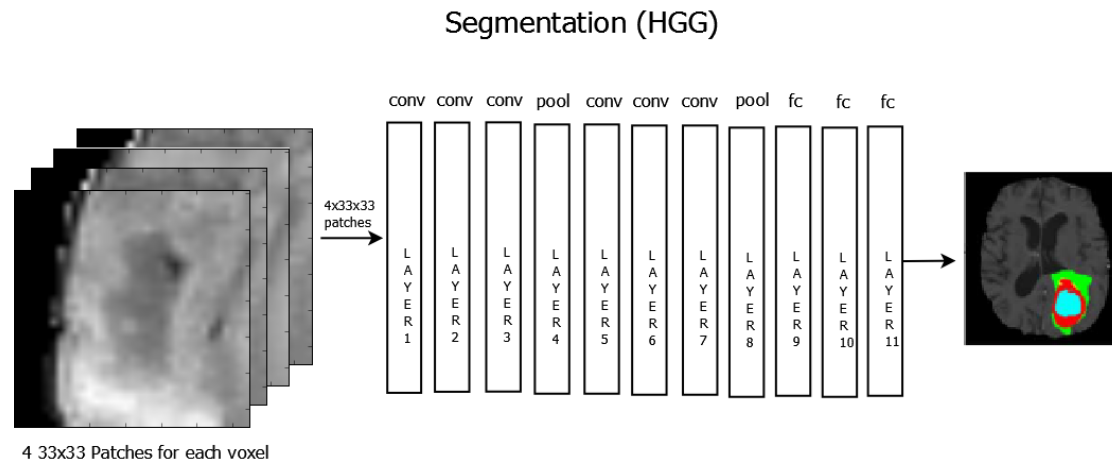 Segmentation (HGG)
conv conv conv pool conv conv conv pool fc fc fc
4x33x33
patches
LAYER1
LAYER2
LAYER3
LAYER4
LAYER5
LAYER6
LAYER7
LAYER8
LAYER9
LAYER10
LAYER11
4 33x33 Patches for each voxel